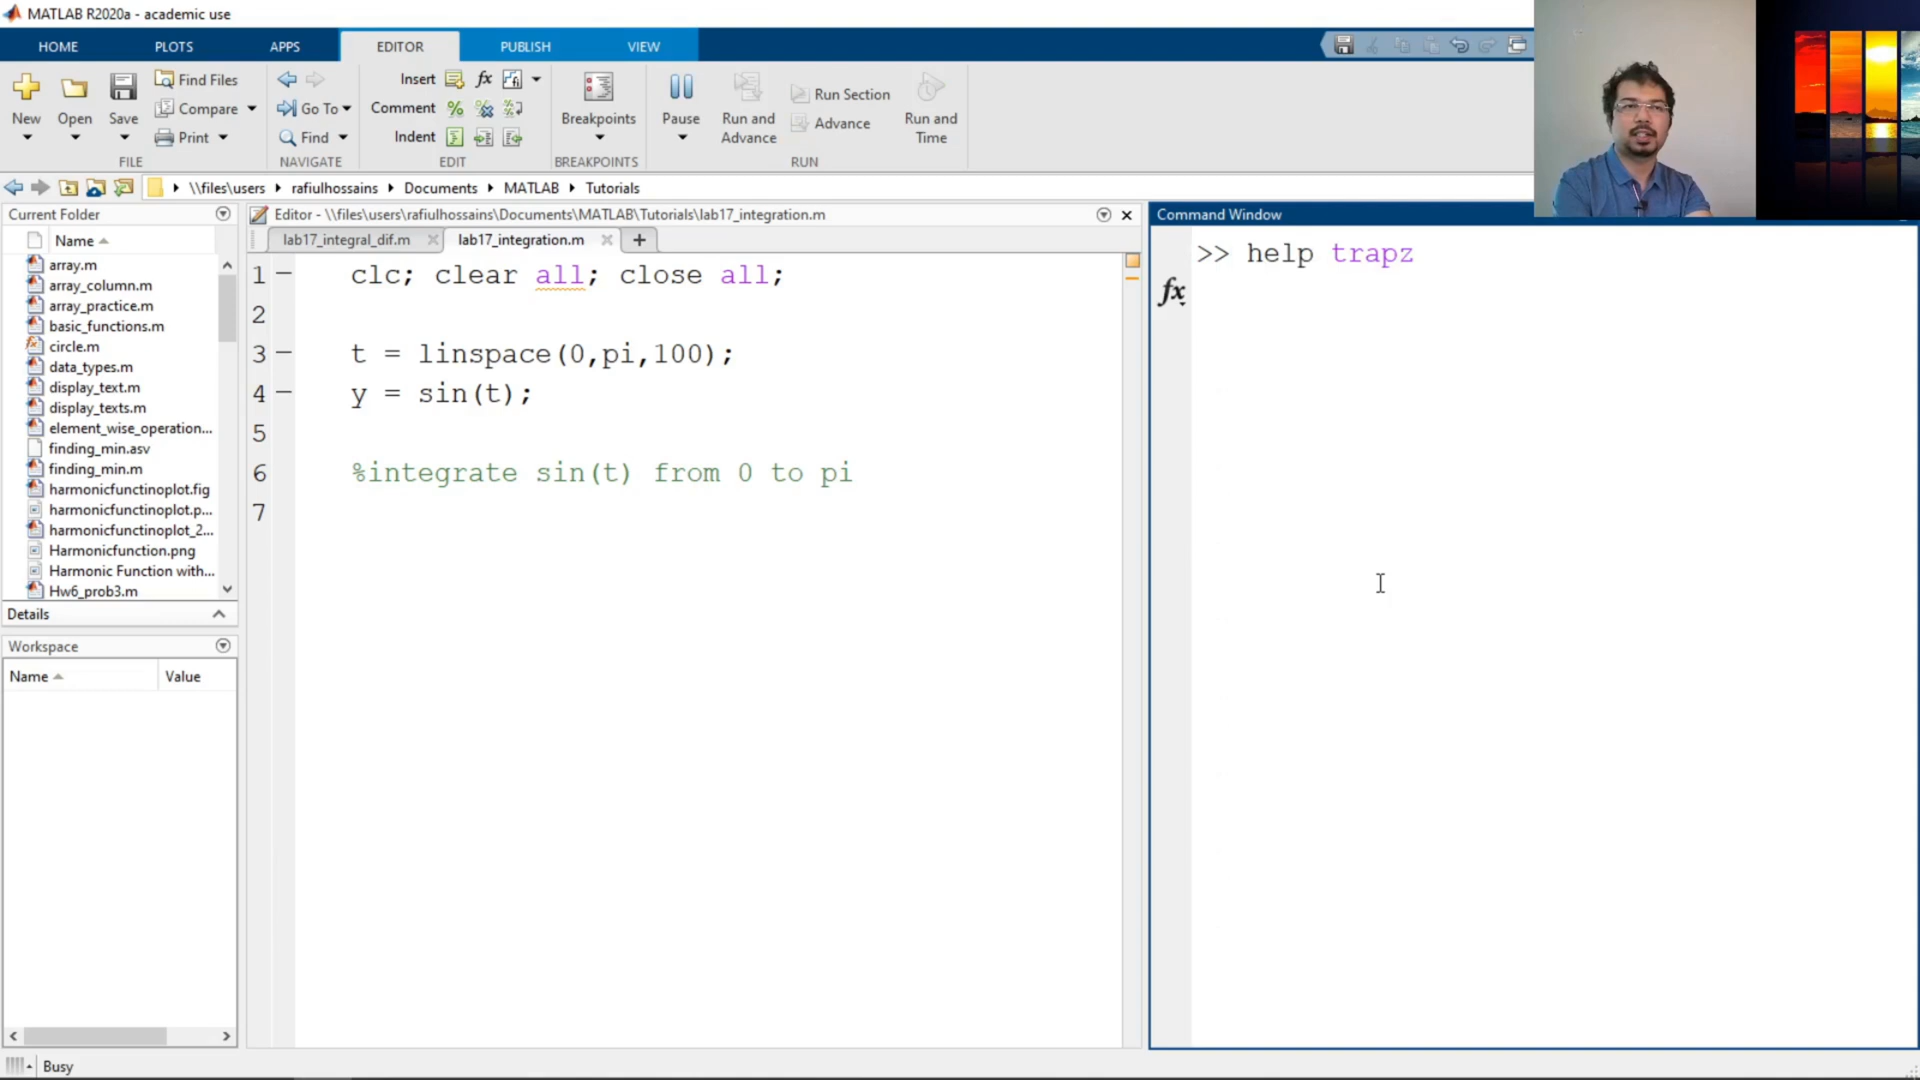 MATLAB R2020a - academic use
HOME PLOTS APPS EDITOR PUBLISH VIEW
New
Open
Save
Find Files
Compare
Print
FILE
Go To
Find
NAVIGATE
Insert fx
Comment %
Indent
EDIT
Breakpoints
BREAKPOINTS
Pause
Run and Advance
Run Section
Advance
Run and Time
RUN
\\files\users rafiulhossains Documents MATLAB Tutorials
Current Folder
Name
array.m
array_column.m
array_practice.m
basic_functions.m
circle.m
data_types.m
display_text.m
display_texts.m
element_wise_operation...
finding_min.asv
finding_min.m
harmonicfunctinoplot.fig
harmonicfunctinoplot.p...
harmonicfunctinoplot_2...
Harmonicfunction.png
Harmonic Function with...
Hw6_prob3.m
Details
Workspace
Name Value
Editor - \\files\users\rafiulhossains\Documents\MATLAB\Tutorials\lab17_integration.m
lab17_integral_dif.m lab17_integration.m +
1 clc; clear all; close all;
2
3 t = linspace(0,pi,100);
4 y = sin(t);
5
6 %integrate sin(t) from 0 to pi
7
Command Window
>> help trapz
fx
Busy